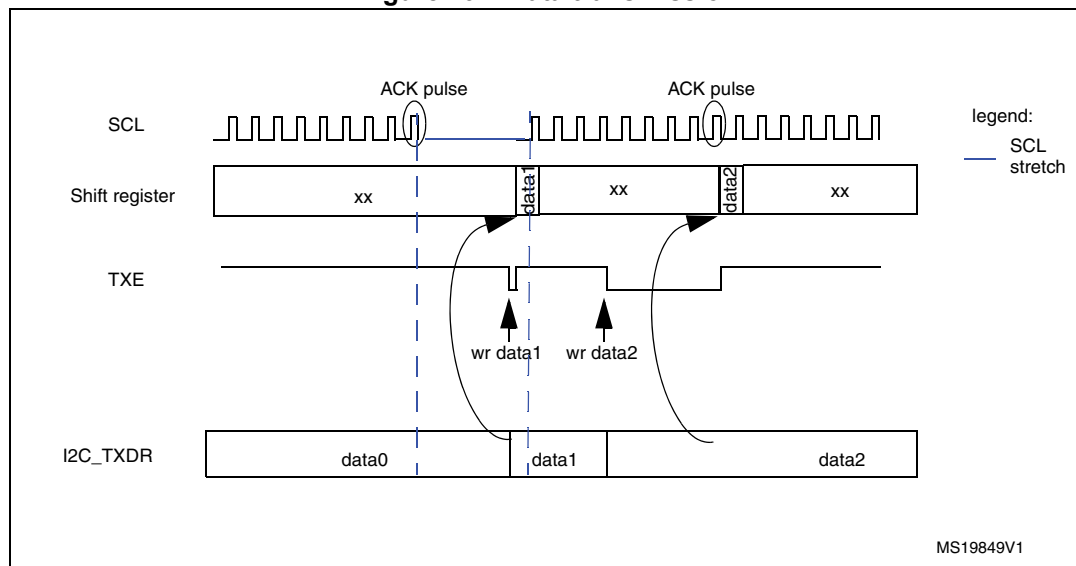 ACK pulse ACK pulse
SCL
legend:
SCL
stretch
Shift register
xx
data1
xx
data2
xx
TXE
wr data1 wr data2
I2C_TXDR
data0 data1 data2
MS19849V1